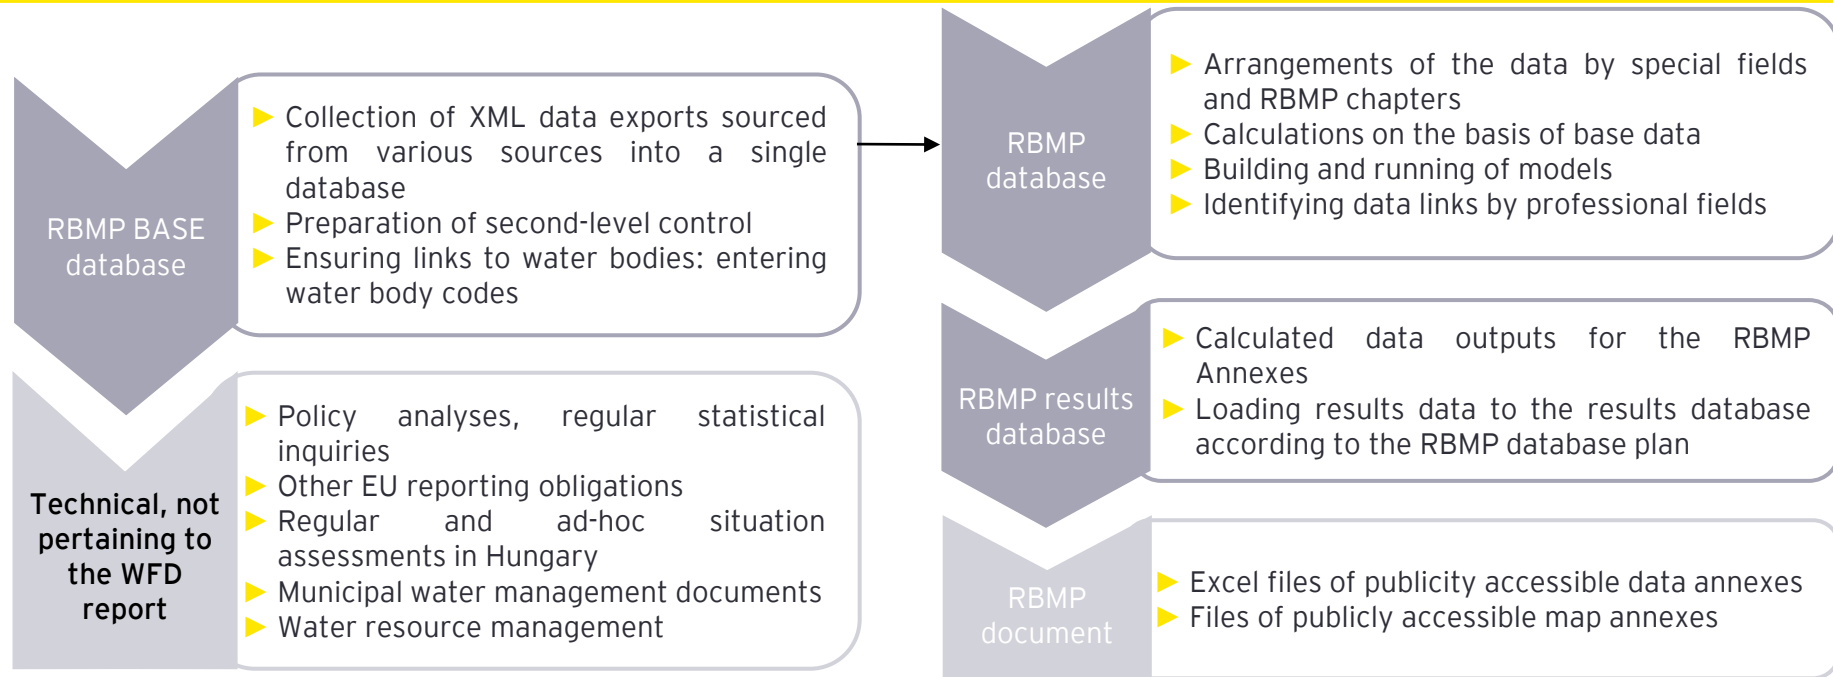 RBMP BASE
database
► Collection of XML data exports sourced
from various sources into a single
database
► Preparation of second-level control
► Ensuring links to water bodies: entering
water body codes
Technical, not
pertaining to
the WFD
report
► Policy analyses, regular statistical
inquiries
► Other EU reporting obligations
► Regular and ad-hoc situation
assessments in Hungary
► Municipal water management documents
► Water resource management
RBMP
database
► Arrangements of the data by special fields
and RBMP chapters
► Calculations on the basis of base data
► Building and running of models
► Identifying data links by professional fields
RBMP results
database
► Calculated data outputs for the RBMP
Annexes
► Loading results data to the results database
according to the RBMP database plan
RBMP
document
► Excel files of publicity accessible data annexes
► Files of publicly accessible map annexes